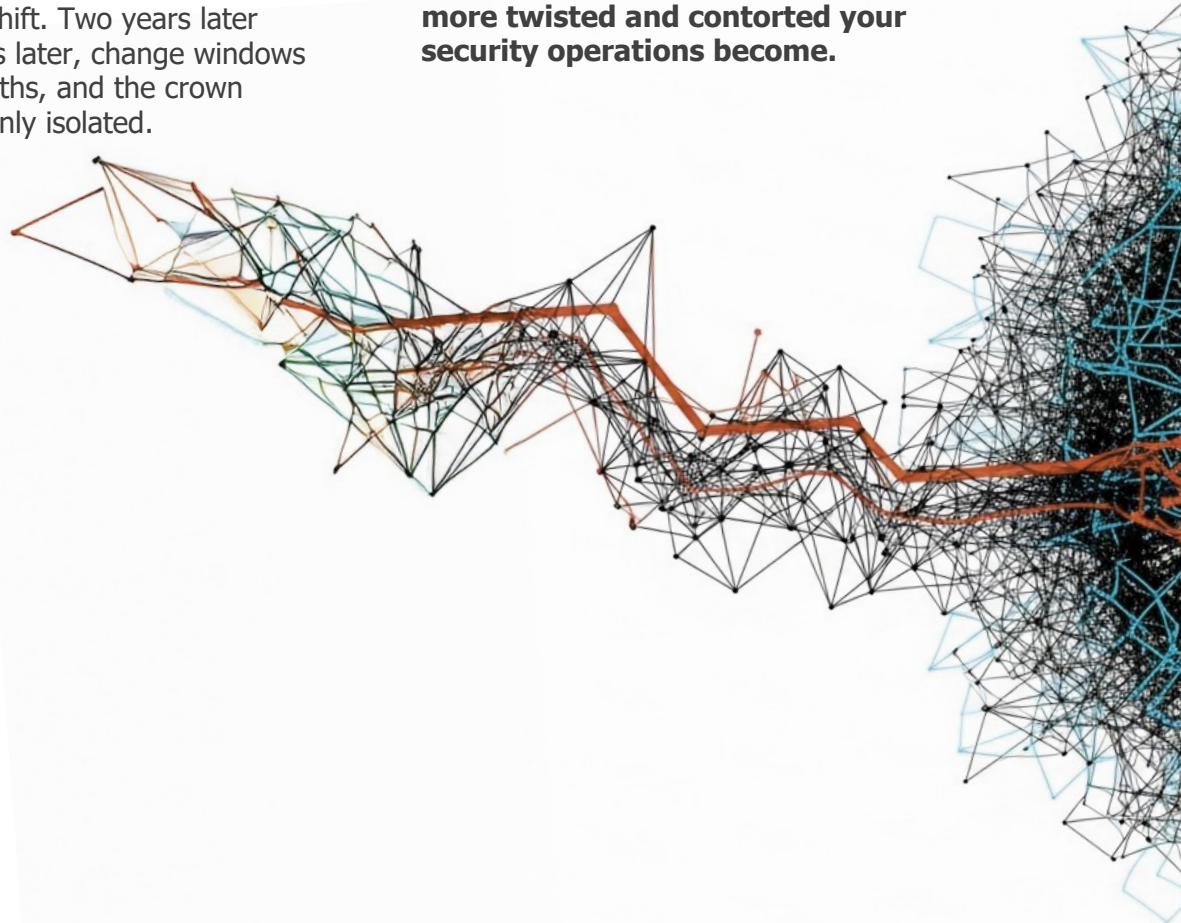 hift. Two years later
s later, change windows
ths, and the crown
nly isolated.
more twisted and contorted your
security operations become.